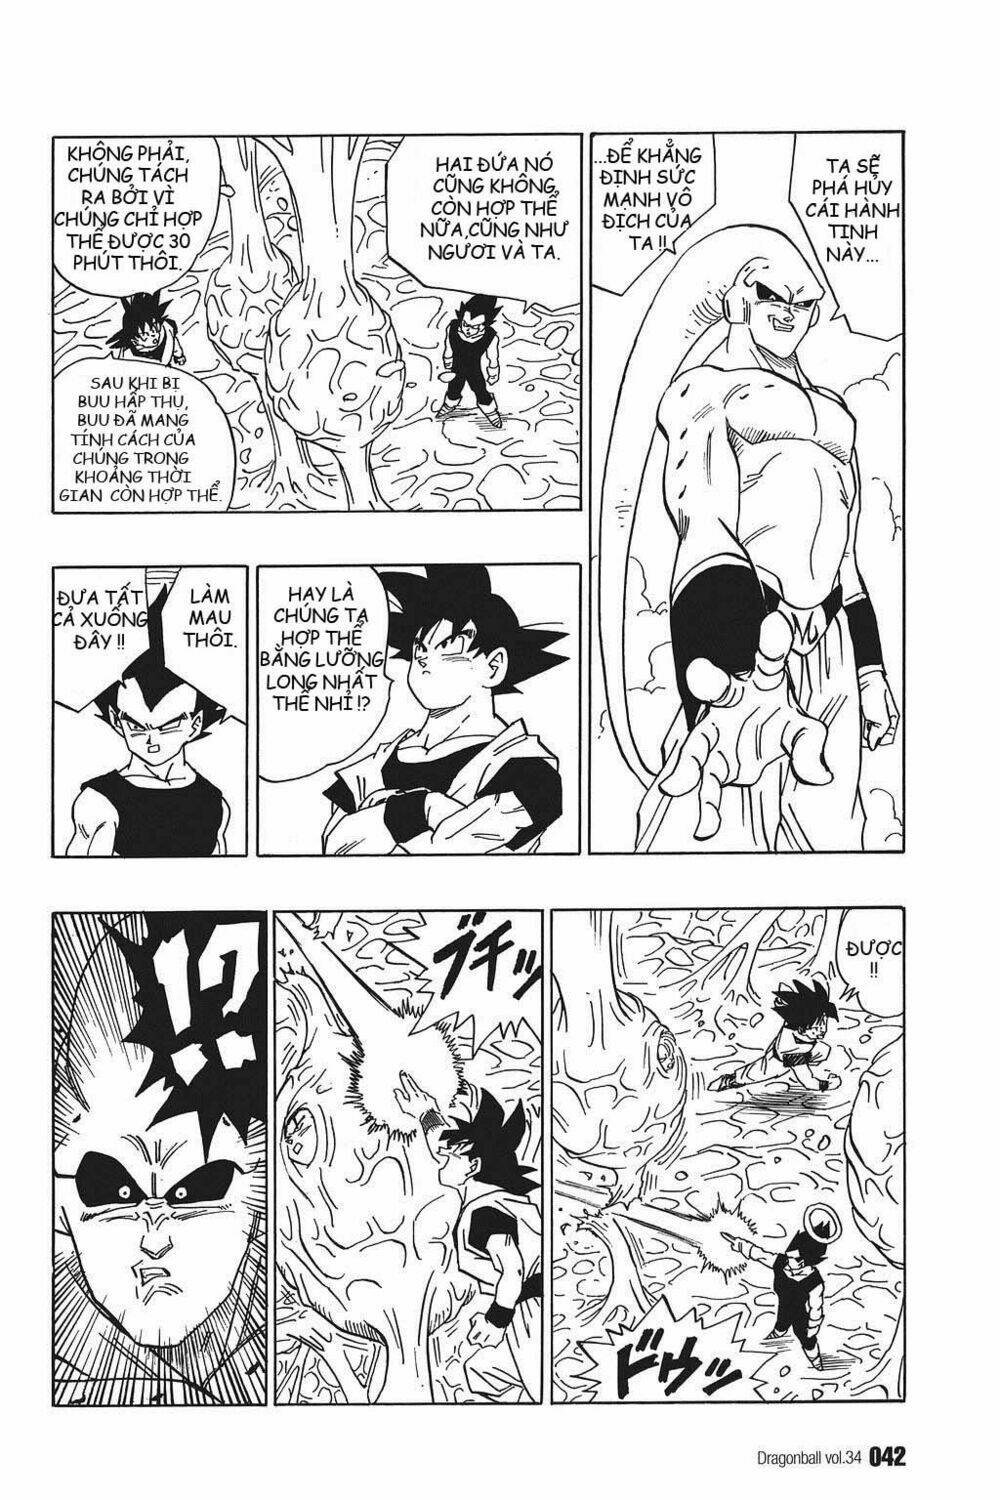 TA SẼ
PHÁ HỦY
CÁI HÀNH
TINH
NÀY...
...ĐỂ KHẲNG
ĐỊNH SỨC
MẠNH VÔ
ĐỊCH CỦA
TA !!
HAI ĐỨA NÓ
CŨNG KHÔNG
CÒN HỢP THỂ
NỮA,CŨNG NHƯ
NGƯƠI VÀ TA.
KHÔNG PHẢI,
CHÚNG TÁCH
RA BỞI VÌ
CHÚNG CHỈ HỢP
THỂ ĐƯỢC 30
PHÚT THÔI.
SAU KHI BỊ
BUU HẤP THỤ,
BUU ĐÃ MANG
TÍNH CÁCH CỦA
CHÚNG TRONG
KHOẢNG THỜI
GIAN CÒN HỢP THỂ.
HAY LÀ
CHÚNG TA
HỢP THỂ
BẰNG LƯỠNG
LONG NHẤT
THỂ NHỈ !?
LÀM
MAU
THÔI.
ĐƯA TẤT
CẢ XUỐNG
ĐÂY !!
ĐƯỢC
!!
ドウッ
ブチッ
!?
Dragonball vol.34 042